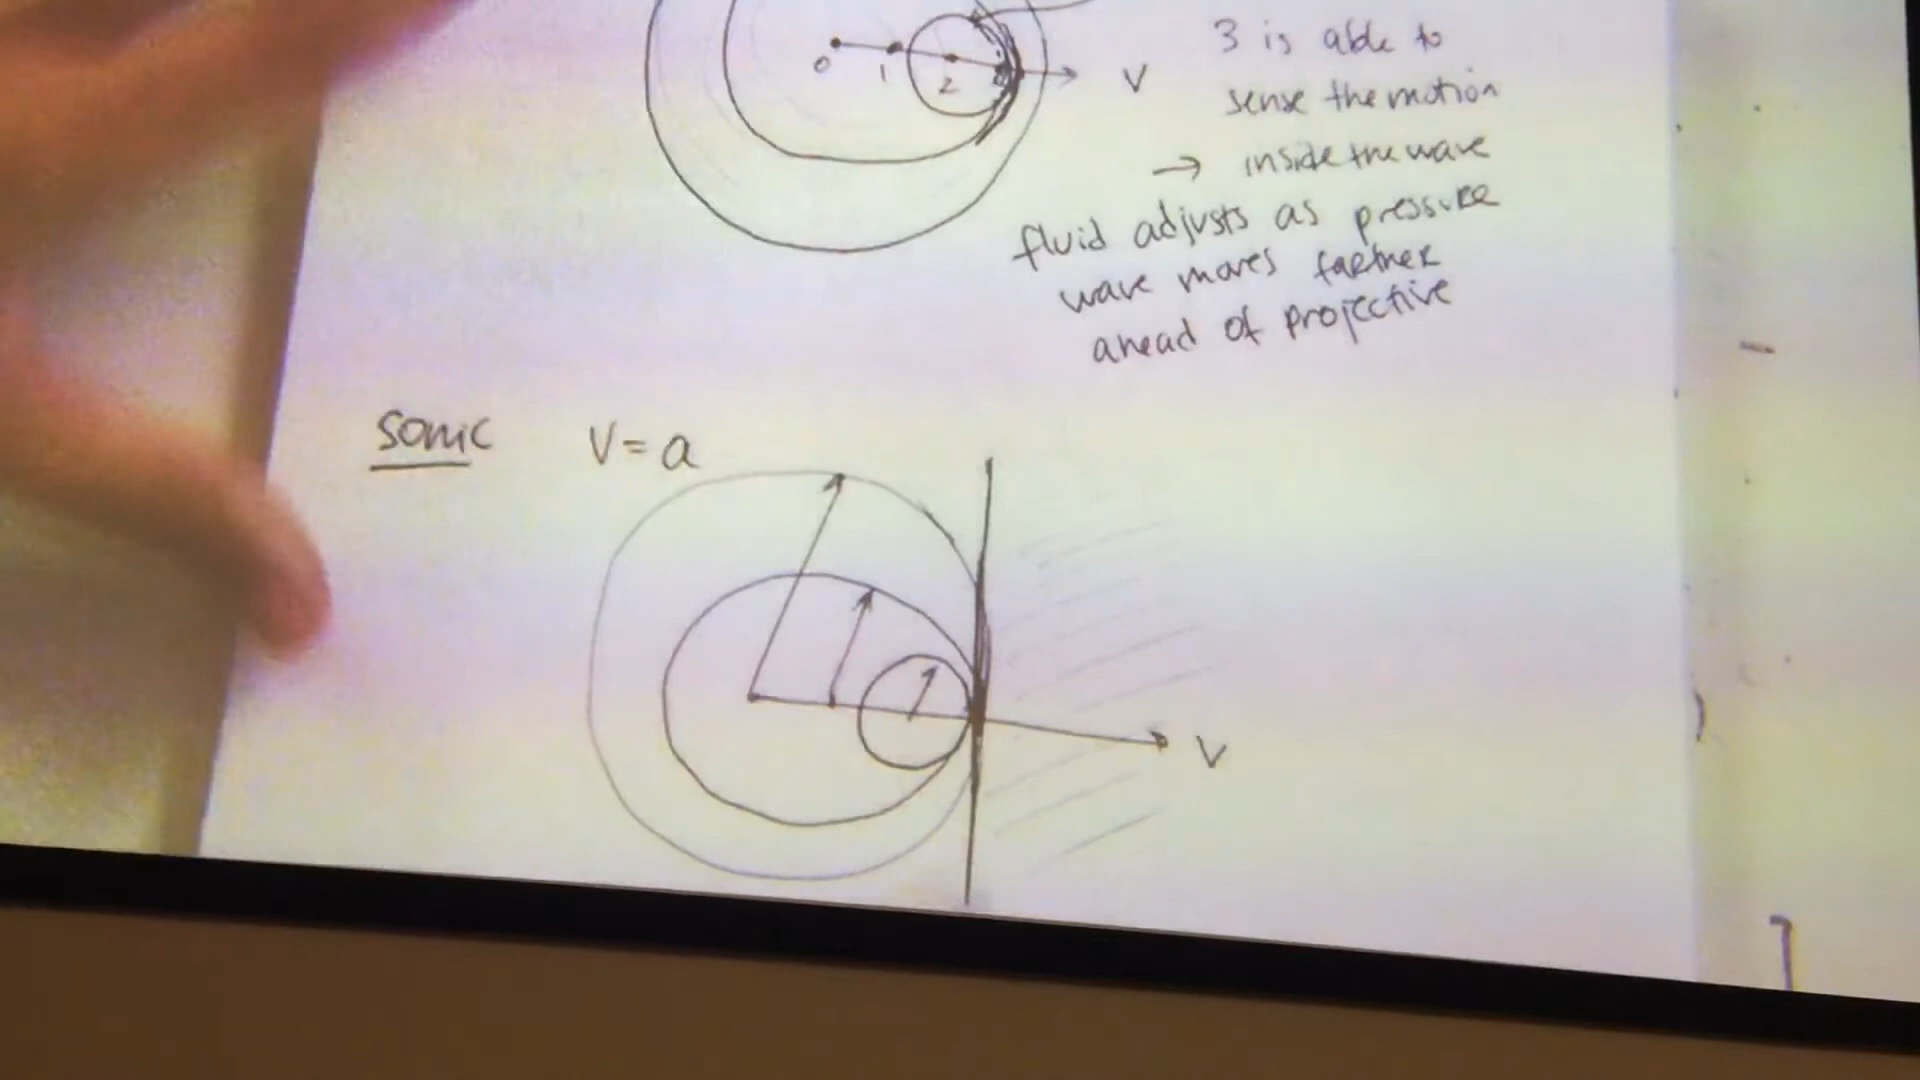 0 1 2 V
3 is able to
sense the motion
→ inside the wave
fluid adjusts as pressure
wave moves farther
ahead of projective
sonic V = a
V